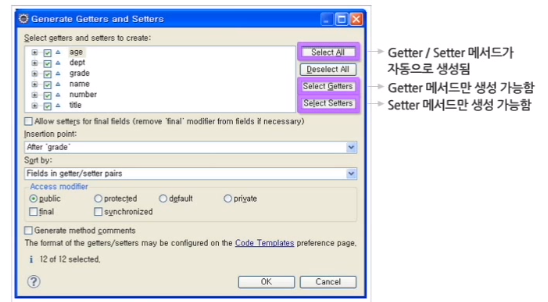 Generate Getters and Setters
Select getters and setters to create:
age
dept
grade
name
number
title
Select All
Deselect All
Select Getters
Select Setters
Getter / Setter 메서드가
자동으로 생성됨
Getter 메서드만 생성 가능함
Setter 메서드만 생성 가능함
Allow setters for final fields (remove 'final' modifier from fields if necessary)
Insertion point:
After 'grade'
Sort by:
Fields in getter/setter pairs
Access modifier
public protected default private
final synchronized
Generate method comments
The format of the getters/setters may be configured on the Code Templates preference page.
i 12 of 12 selected.
? OK Cancel